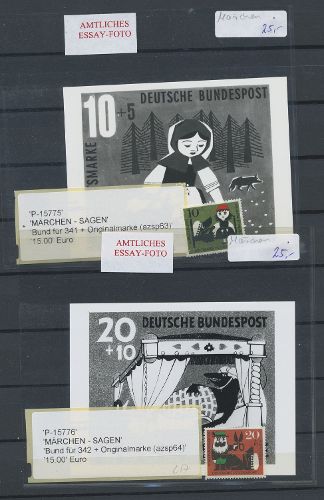 AMTLICHES
ESSAY-FOTO
Märchen
25,-
10+5 DEUTSCHE BUNDESPOST
SMARKE
10
'P-15775'
'MÄRCHEN - SAGEN'
'Bund für 341 + Originalmarke (azsp63)
'15.00' Euro
AMTLICHES
ESSAY-FOTO
Märchen
25,-
20
+10
DEUTSCHE BUNDESPOST
'P-15776'
'MÄRCHEN - SAGEN'
'Bund für 342 + Originalmarke (azsp64)'
'15.00' Euro
20